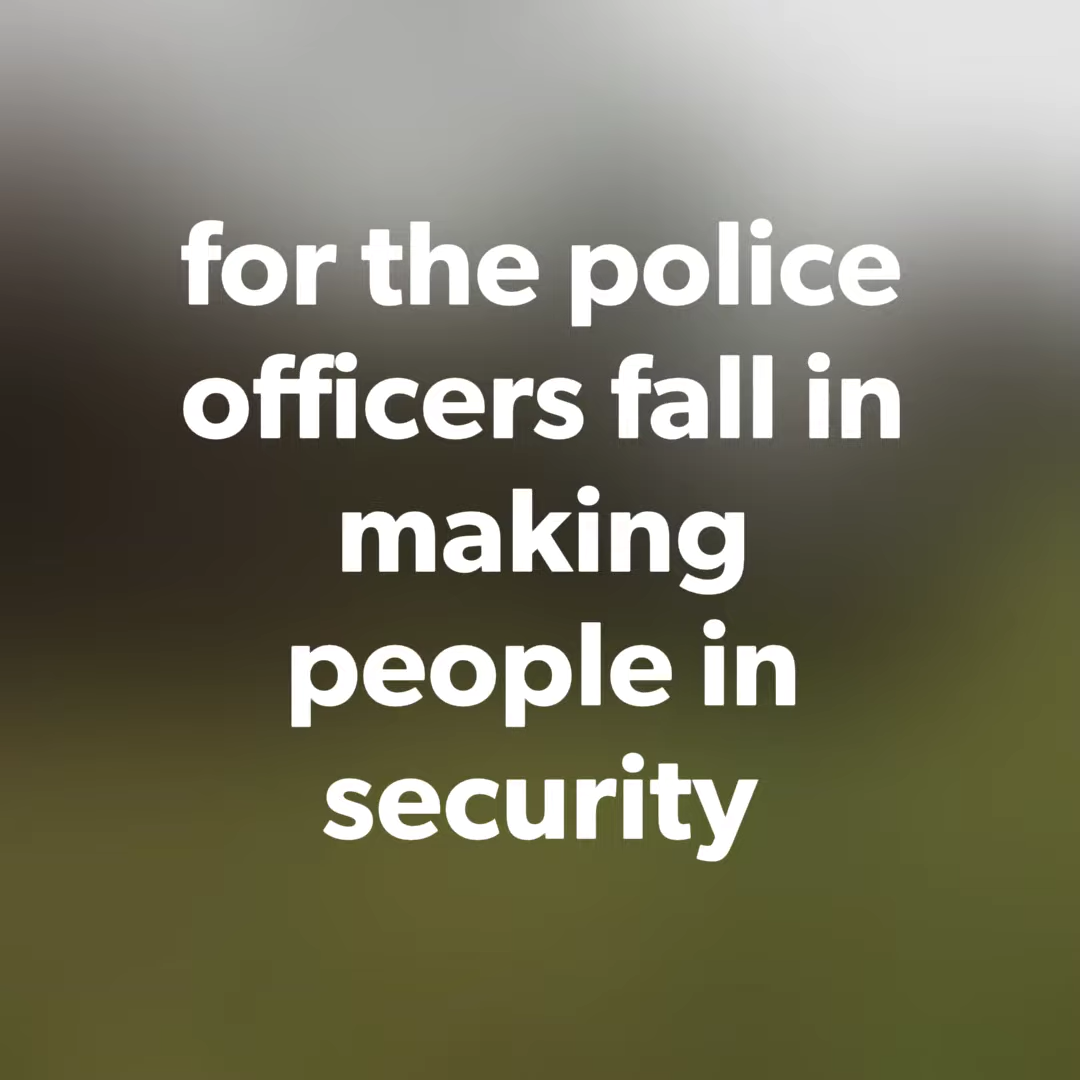 for the police
officers fall in
making
people in
security